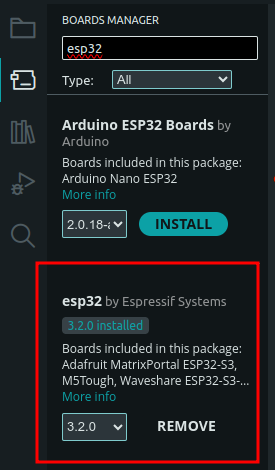 BOARDS MANAGER
esp32
Type: All
Arduino ESP32 Boards by
Arduino
Boards included in this package:
Arduino Nano ESP32
More info
2.0.18-a INSTALL
esp32 by Espressif Systems
3.2.0 installed
Boards included in this package:
Adafruit MatrixPortal ESP32-S3,
M5Tough, Waveshare ESP32-S3-...
More info
3.2.0 REMOVE